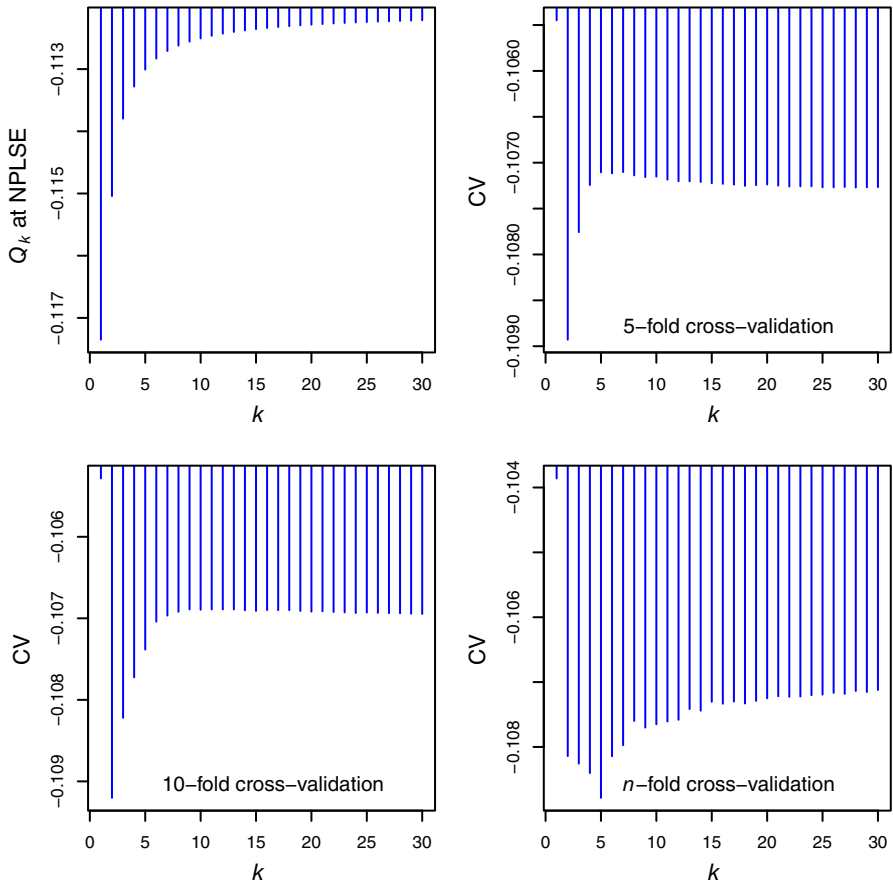 Qk at NPLSE
−0.113
−0.115
−0.117
0 5 10 15 20 25 30
k
CV
−0.1060
−0.1070
−0.1080
−0.1090
5−fold cross−validation
0 5 10 15 20 25 30
k
CV
−0.106
−0.107
−0.108
−0.109
10−fold cross−validation
0 5 10 15 20 25 30
k
CV
−0.104
−0.106
−0.108
n−fold cross−validation
0 5 10 15 20 25 30
k